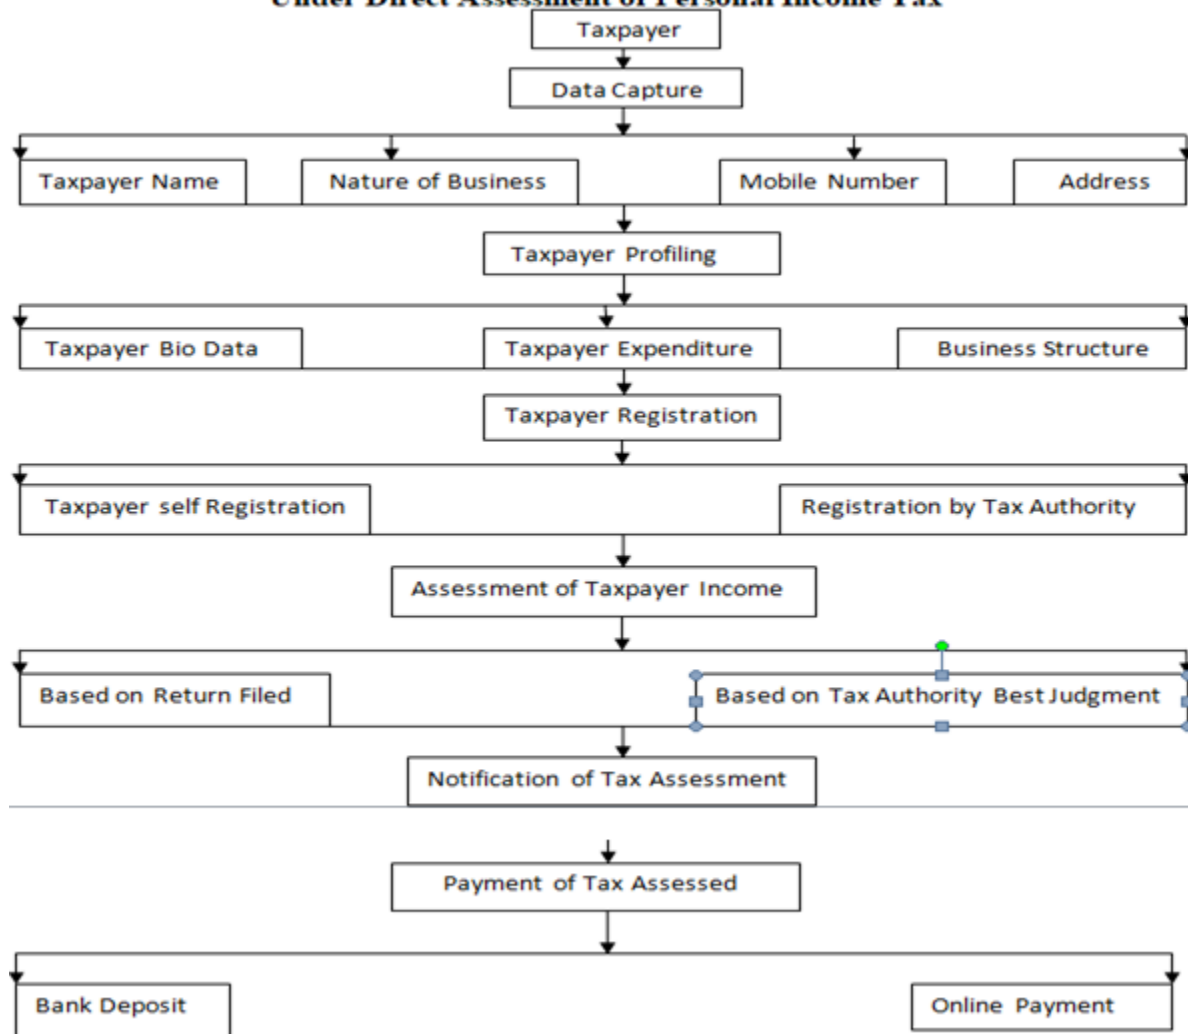 Under Direct Assessment of Personal Income Tax
Taxpayer
Data Capture
Taxpayer Name
Nature of Business
Mobile Number
Address
Taxpayer Profiling
Taxpayer Bio Data
Taxpayer Expenditure
Business Structure
Taxpayer Registration
Taxpayer self Registration
Registration by Tax Authority
Assessment of Taxpayer Income
Based on Return Filed
Based on Tax Authority Best Judgment
Notification of Tax Assessment
Payment of Tax Assessed
Bank Deposit
Online Payment